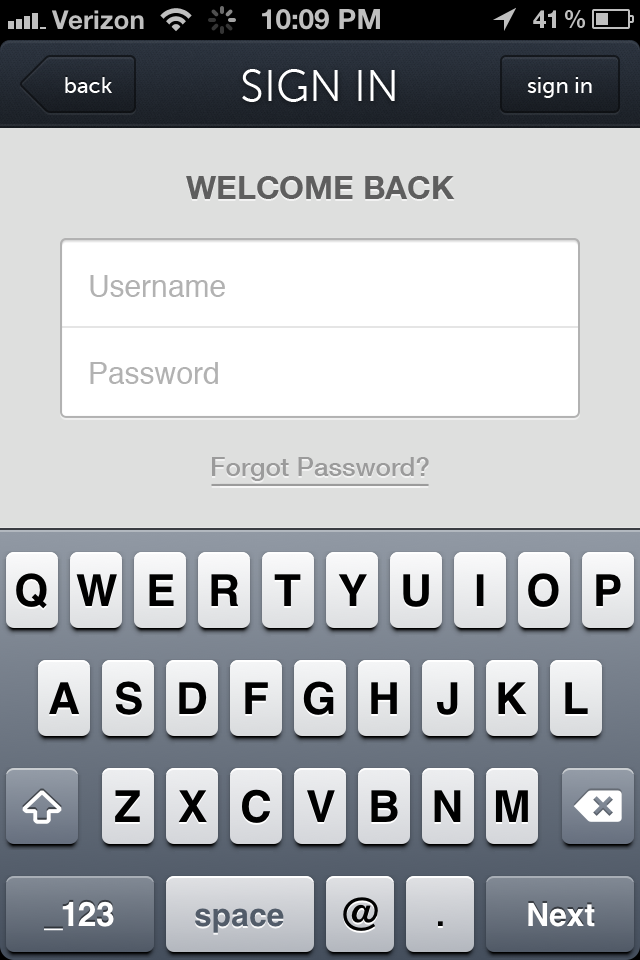 Verizon 10:09 PM 41 %
back SIGN IN sign in
WELCOME BACK
Username
Password
Forgot Password?
Q W E R T Y U I O P
A S D F G H J K L
Z X C V B N M
_123 space @ . Next